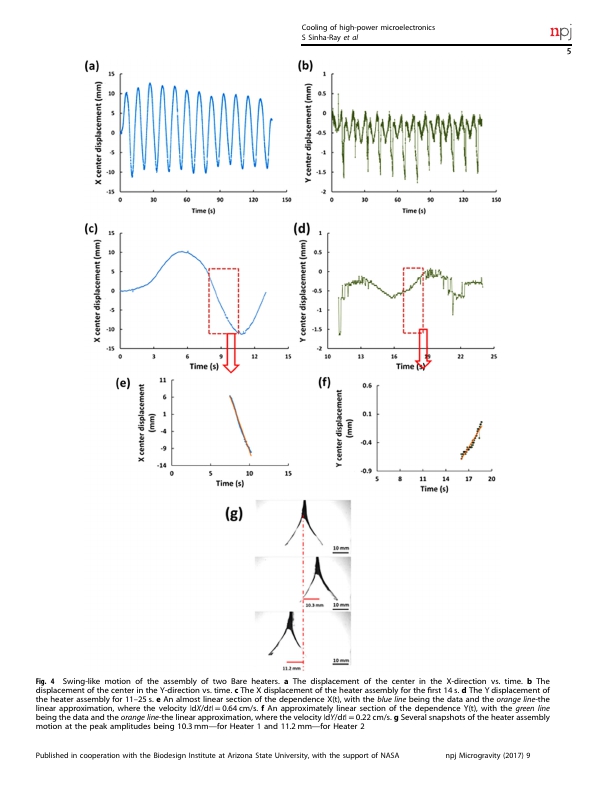 Cooling of high-power microelectronics
S Sinha-Ray et al
npj
5
(a)
X center displacement (mm)
15
10
5
0
-5
-10
-15
0 30 60 90 120 150
Time (s)
(b)
Y center displacement (mm)
1
0.5
0
-0.5
-1
-1.5
-2
0 30 60 90 120 150
Time (s)
(c)
X center displacement (mm)
15
10
5
0
-5
-10
-15
0 3 6 9 12 15
Time (s)
(d)
Y center displacement (mm)
1
0.5
0
-0.5
-1
-1.5
-2
10 13 16 19 22 25
Time (s)
(e)
X center displacement
(mm)
11
6
1
-4
-9
-14
0 5 10 15
Time (s)
(f)
Y center displacement
(mm)
0.6
0.1
-0.4
-0.9
5 8 11 14 17 20
Time (s)
(g)
10 mm
10.3 mm
10 mm
11.2 mm
10 mm
Fig. 4 Swing-like motion of the assembly of two Bare heaters. a The displacement of the center in the X-direction vs. time. b The
displacement of the center in the Y-direction vs. time. c The X displacement of the heater assembly for the first 14 s. d The Y displacement of
the heater assembly for 11–25 s. e An almost linear section of the dependence X(t), with the blue line being the data and the orange line-the
linear approximation, where the velocity |dX/dt| = 0.64 cm/s. f An approximately linear section of the dependence Y(t), with the green line
being the data and the orange line-the linear approximation, where the velocity |dY/dt| = 0.22 cm/s. g Several snapshots of the heater assembly
motion at the peak amplitudes being 10.3 mm—for Heater 1 and 11.2 mm—for Heater 2
Published in cooperation with the Biodesign Institute at Arizona State University, with the support of NASA
npj Microgravity (2017) 9